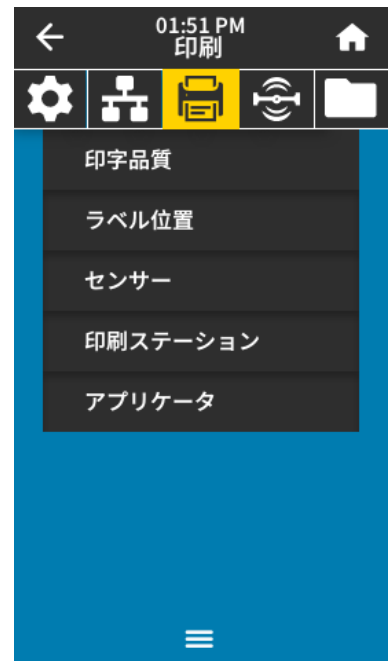 01:51 PM
印刷
印字品質
ラベル位置
センサー
印刷ステーション
アプリケータ